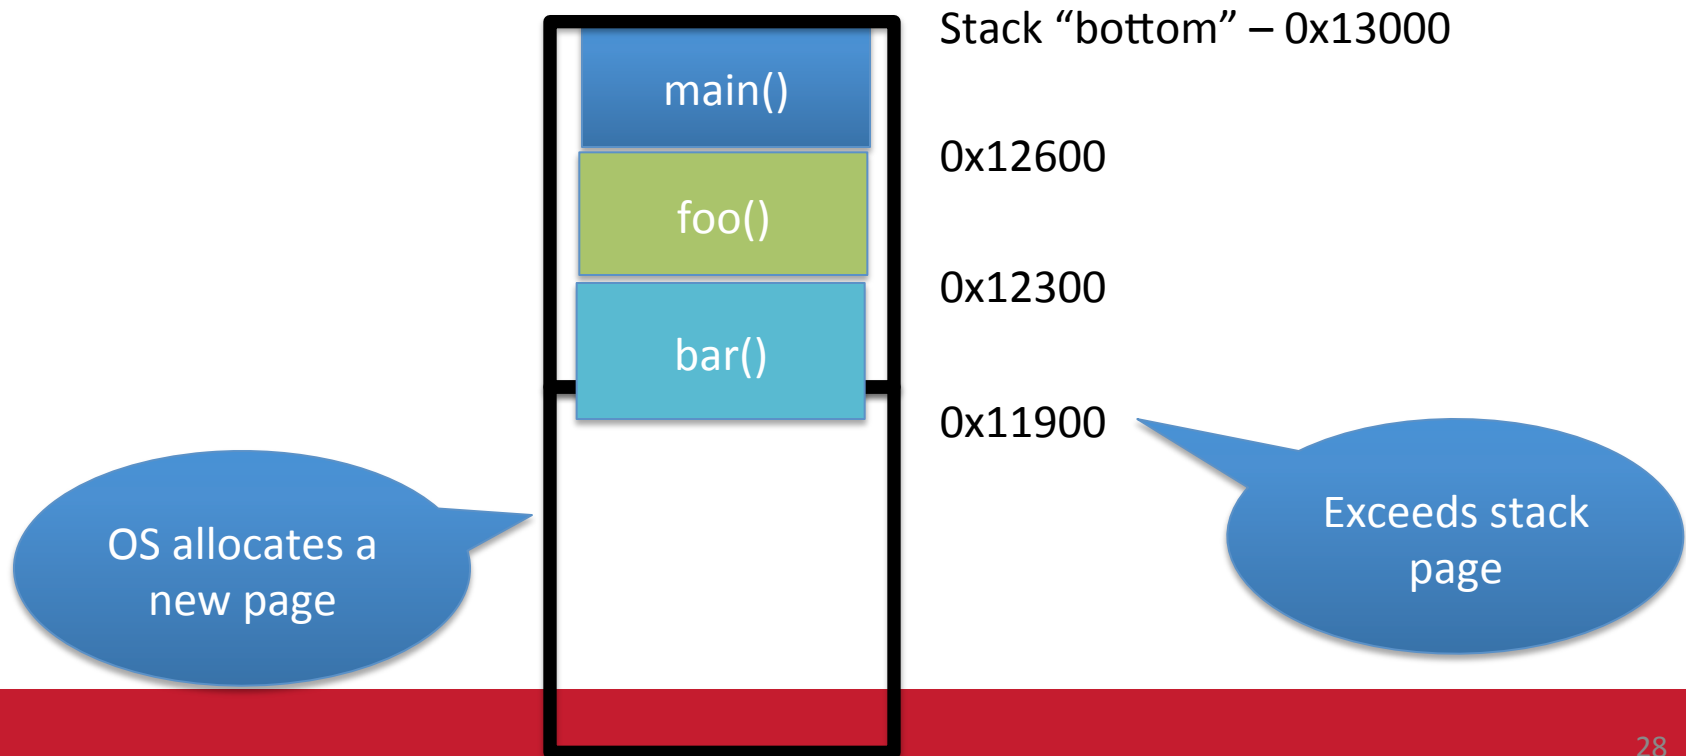 Stack “bottom” – 0x13000
main()
0x12600
foo()
0x12300
bar()
0x11900
Exceeds stack
page
OS allocates a
new page
28